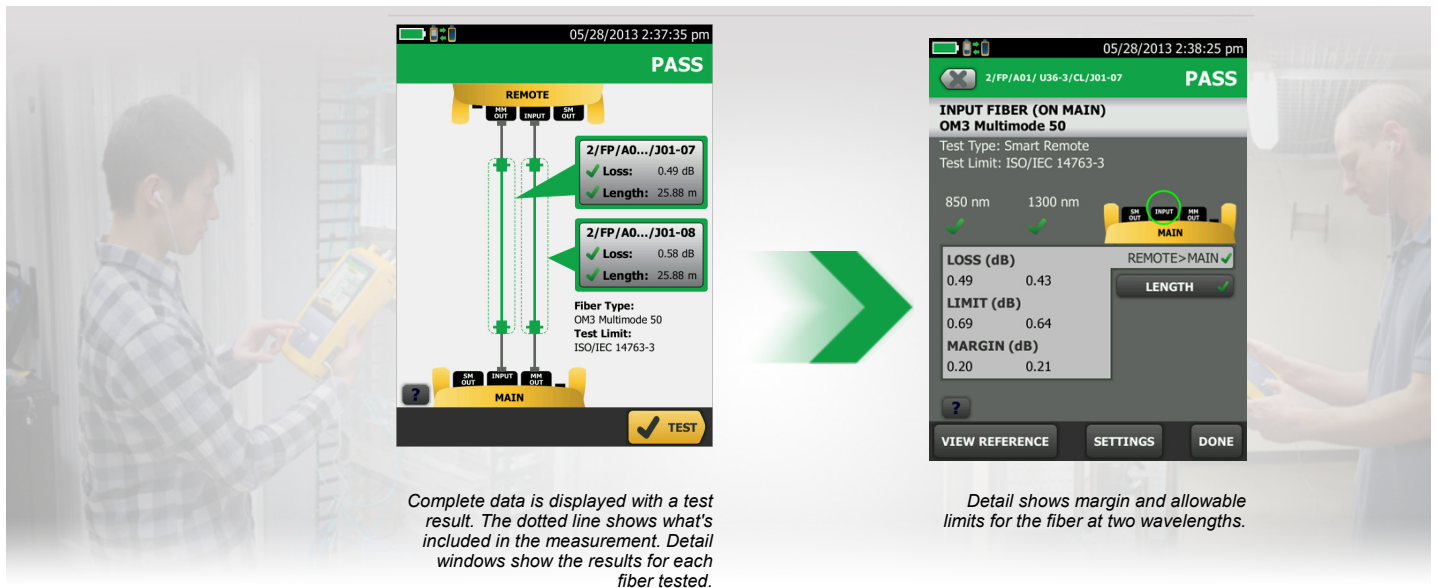 05/28/2013 2:37:35 pm
PASS
REMOTE
MM OUT
INPUT
SM OUT
2/FP/A0.../J01-07
Loss: 0.49 dB
Length: 25.88 m
2/FP/A0.../J01-08
Loss: 0.58 dB
Length: 25.88 m
Fiber Type:
OM3 Multimode 50
Test Limit:
ISO/IEC 14763-3
SM OUT
INPUT
MM OUT
MAIN
?
TEST
Complete data is displayed with a test
result. The dotted line shows what's
included in the measurement. Detail
windows show the results for each
fiber tested.
05/28/2013 2:38:25 pm
2/FP/A01/ U36-3/CL/J01-07
PASS
INPUT FIBER (ON MAIN)
OM3 Multimode 50
Test Type: Smart Remote
Test Limit: ISO/IEC 14763-3
850 nm 1300 nm
SM OUT
INPUT
MM OUT
MAIN
LOSS (dB)
0.49 0.43
LIMIT (dB)
0.69 0.64
MARGIN (dB)
0.20 0.21
REMOTE>MAIN
LENGTH
?
VIEW REFERENCE
SETTINGS
DONE
Detail shows margin and allowable
limits for the fiber at two wavelengths.